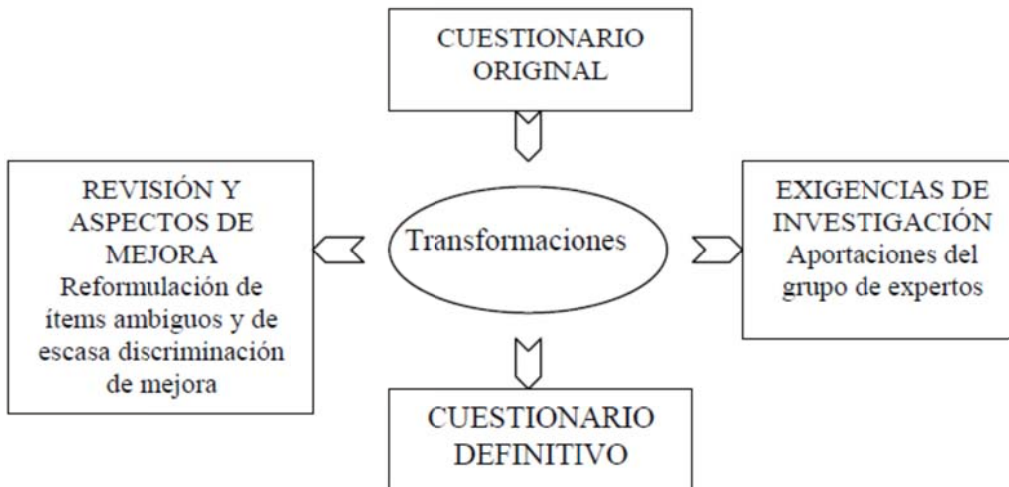 CUESTIONARIO
ORIGINAL
REVISIÓN Y
ASPECTOS DE
MEJORA
Reformulación de
ítems ambiguos y de
escasa discriminación
de mejora
Transformaciones
EXIGENCIAS DE
INVESTIGACIÓN
Aportaciones del
grupo de expertos
CUESTIONARIO
DEFINITIVO